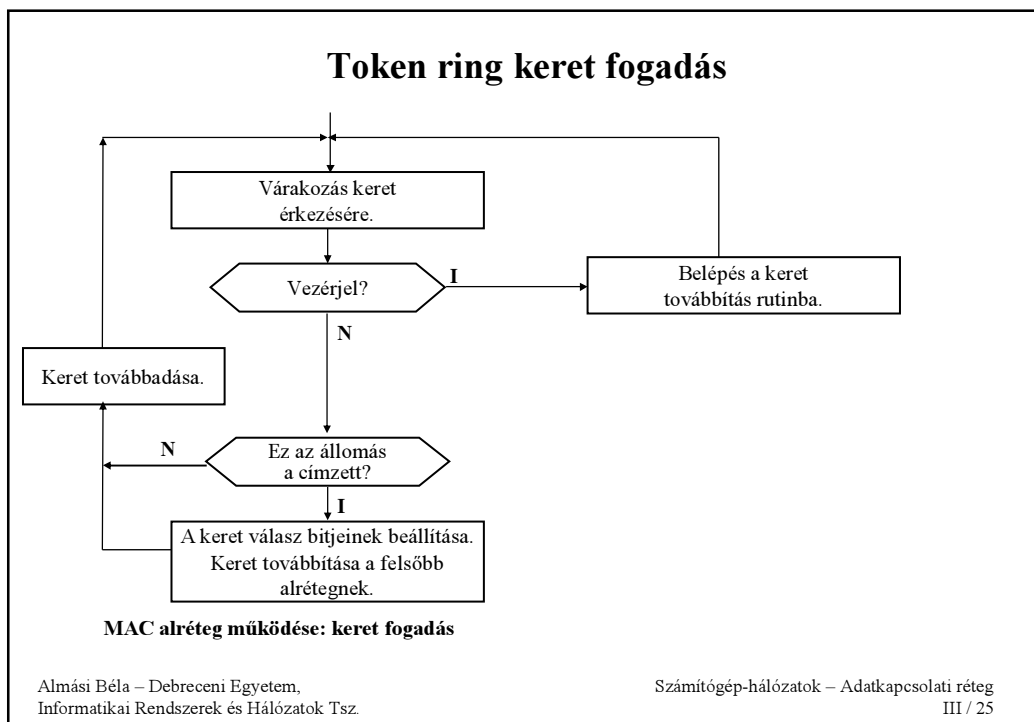 Token ring keret fogadás
Várakozás keret
érkezésére.
Vezérjel?
I
Belépés a keret
továbbítás rutinba.
N
Keret továbbadása.
N
Ez az állomás
a címzett?
I
A keret válasz bitjeinek beállítása.
Keret továbbítása a felsőbb
alrétegnek.
MAC alréteg működése: keret fogadás
Almási Béla – Debreceni Egyetem,
Informatikai Rendszerek és Hálózatok Tsz.
Számítógép-hálózatok – Adatkapcsolati réteg
III / 25